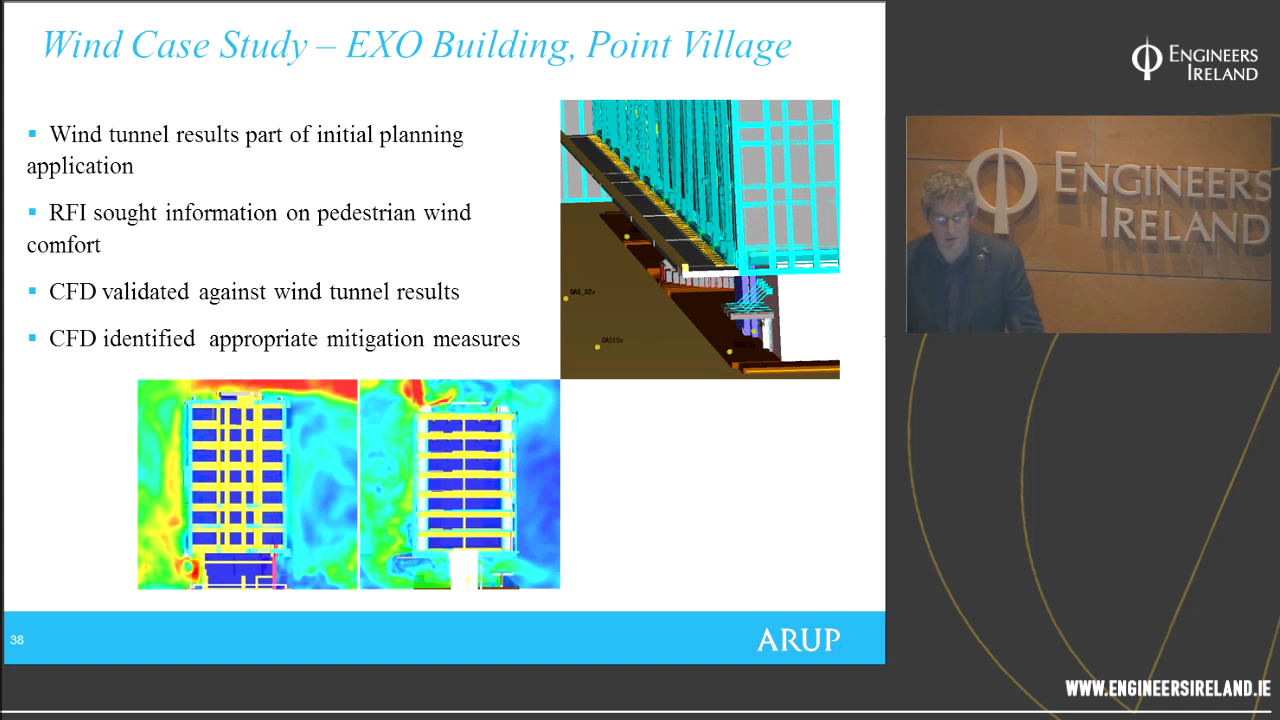 Wind Case Study – EXO Building, Point Village
Wind tunnel results part of initial planning
application
RFI sought information on pedestrian wind
comfort
CFD validated against wind tunnel results
CFD identified appropriate mitigation measures
38
ARUP
ENGINEERS
IRELAND
ENGINEERS
IRELAND
WWW.ENGINEERSIRELAND.IE